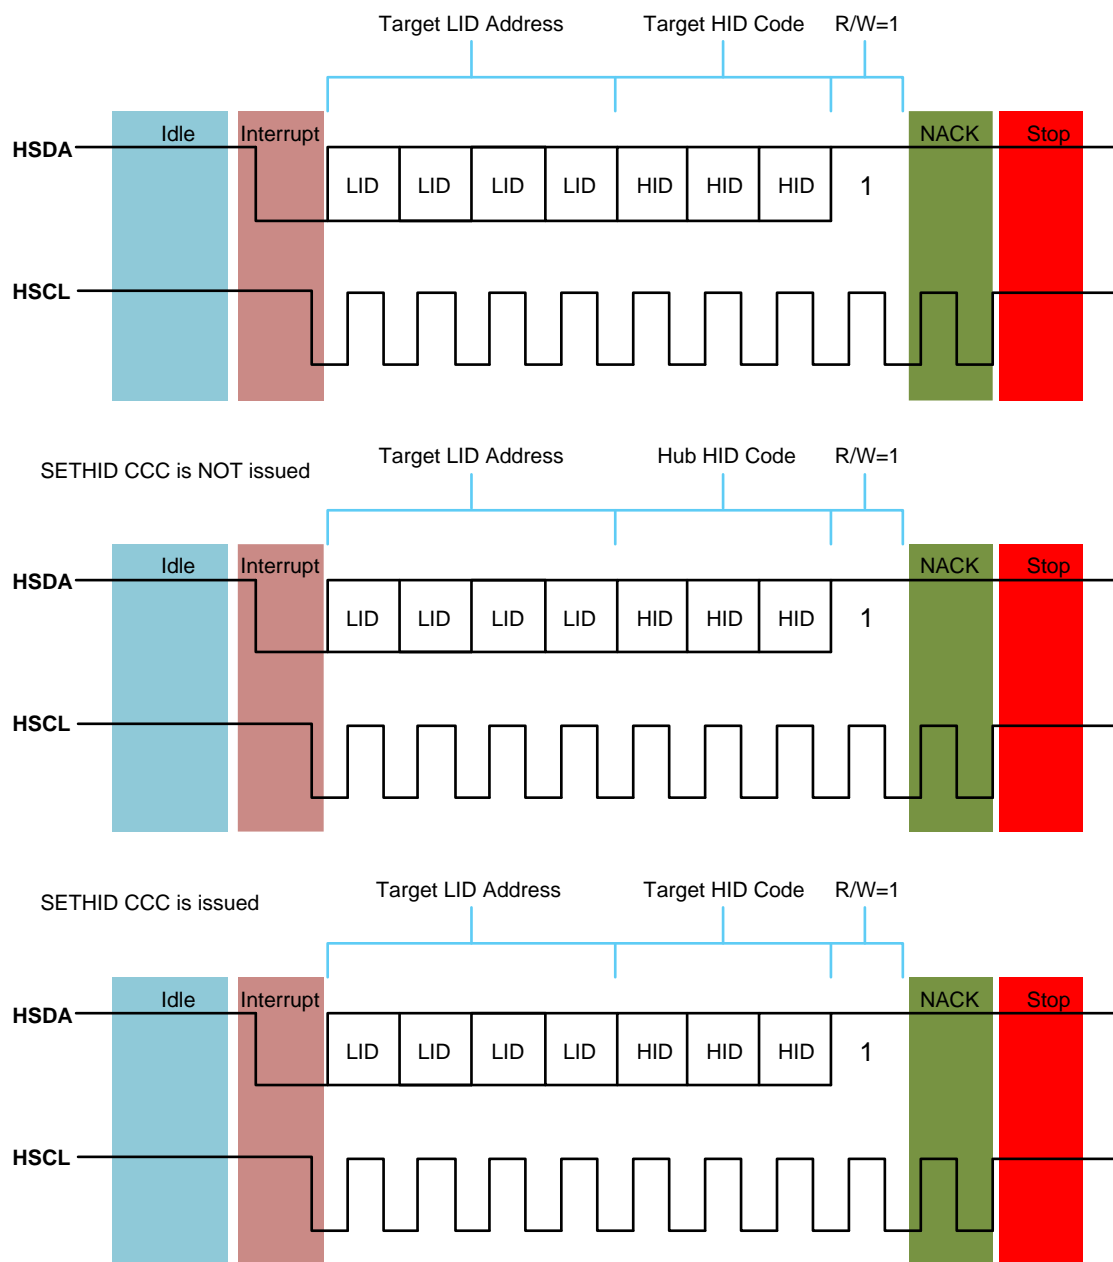 Target LID Address Target HID Code R/W=1
Idle Interrupt NACK Stop
HSDA
LID LID LID LID HID HID HID 1
HSCL
SETHID CCC is NOT issued
Target LID Address Hub HID Code R/W=1
Idle Interrupt NACK Stop
HSDA
LID LID LID LID HID HID HID 1
HSCL
SETHID CCC is issued
Target LID Address Target HID Code R/W=1
Idle Interrupt NACK Stop
HSDA
LID LID LID LID HID HID HID 1
HSCL